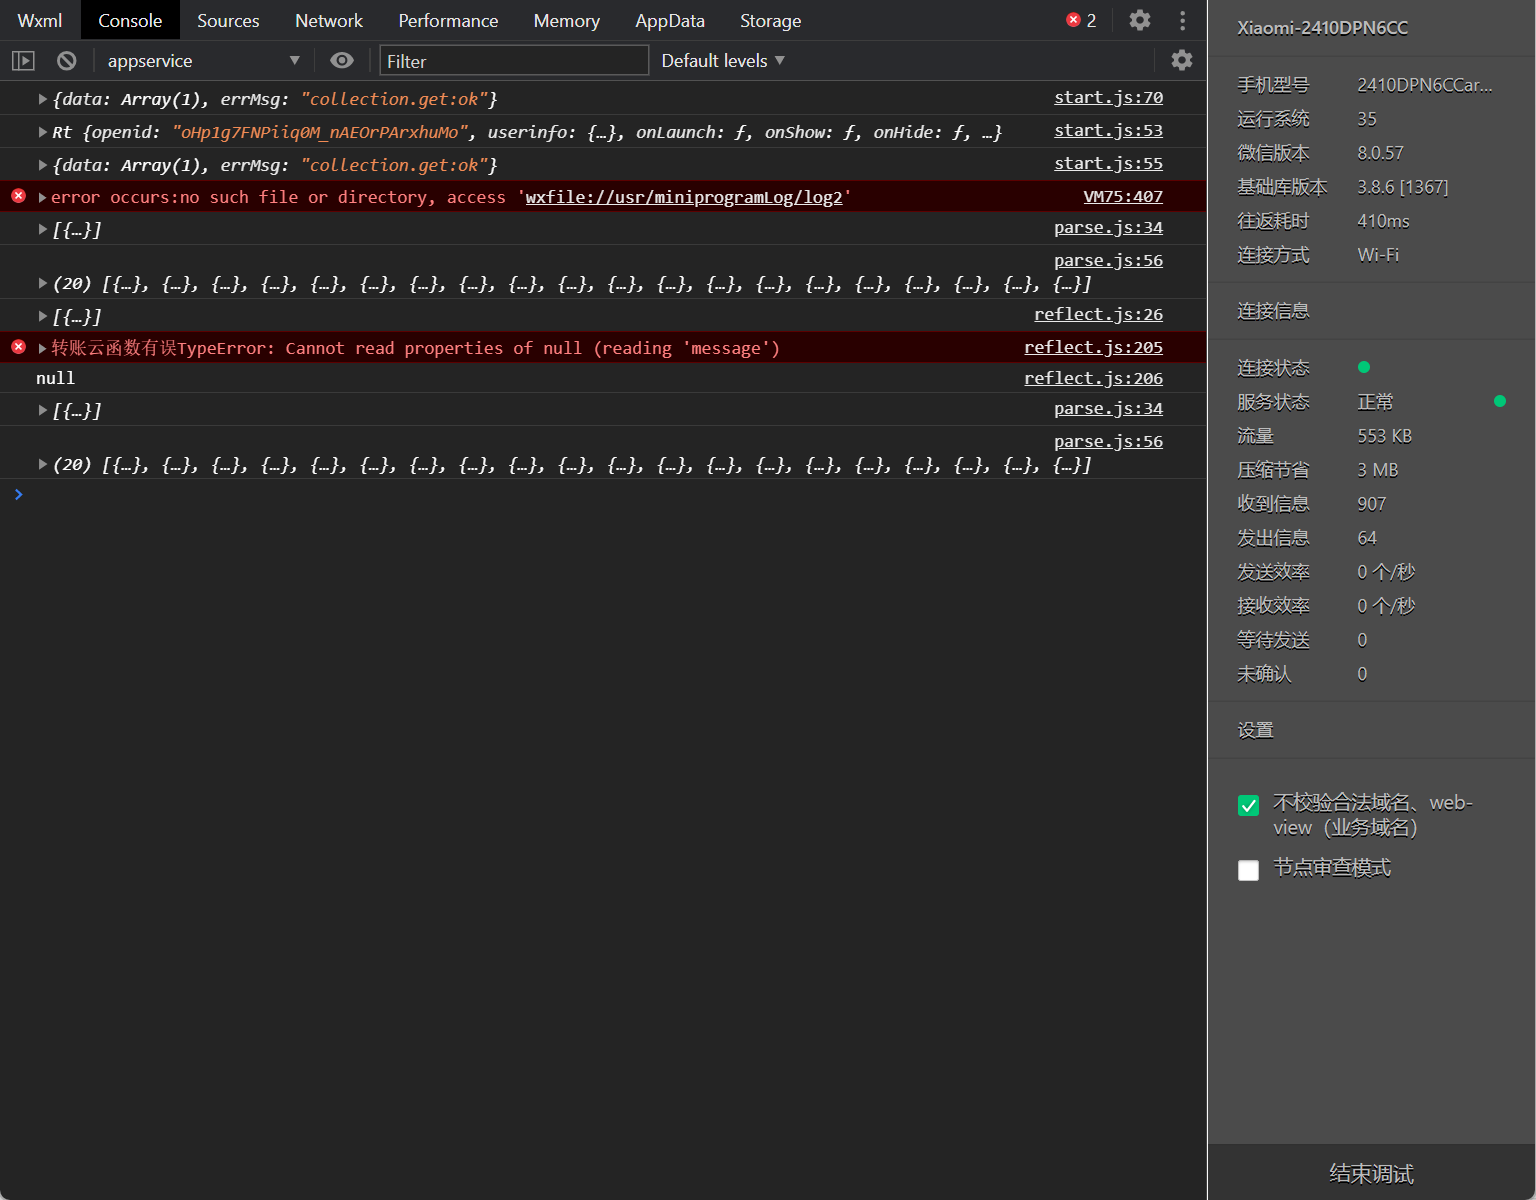 Wxml Console Sources Network Performance Memory AppData Storage 2
appservice Filter Default levels
{data: Array(1), errMsg: "collection.get:ok"} start.js:70
Rt {openid: "oHp1g7FNPiiq0M_nAEOrPArxhuMo", userinfo: {…}, onLaunch: ƒ, onShow: ƒ, onHide: ƒ, …} start.js:53
{data: Array(1), errMsg: "collection.get:ok"} start.js:55
error occurs:no such file or directory, access 'wxfile://usr/miniprogramLog/log2' VM75:407
[{…}] parse.js:34
parse.js:56
(20) [{…}, {…}, {…}, {…}, {…}, {…}, {…}, {…}, {…}, {…}, {…}, {…}, {…}, {…}, {…}, {…}, {…}, {…}, {…}, {…}]
[{…}] reflect.js:26
转账云函数有误TypeError: Cannot read properties of null (reading 'message') reflect.js:205
null reflect.js:206
[{…}] parse.js:34
parse.js:56
(20) [{…}, {…}, {…}, {…}, {…}, {…}, {…}, {…}, {…}, {…}, {…}, {…}, {…}, {…}, {…}, {…}, {…}, {…}, {…}, {…}]
Xiaomi-2410DPN6CC
手机型号 2410DPN6CCar...
运行系统 35
微信版本 8.0.57
基础库版本 3.8.6 [1367]
往返耗时 410ms
连接方式 Wi-Fi
连接信息
连接状态
服务状态 正常
流量 553 KB
压缩节省 3 MB
收到信息 907
发出信息 64
发送效率 0 个/秒
接收效率 0 个/秒
等待发送 0
未确认 0
设置
不校验合法域名、web-
view（业务域名）
节点审查模式
结束调试